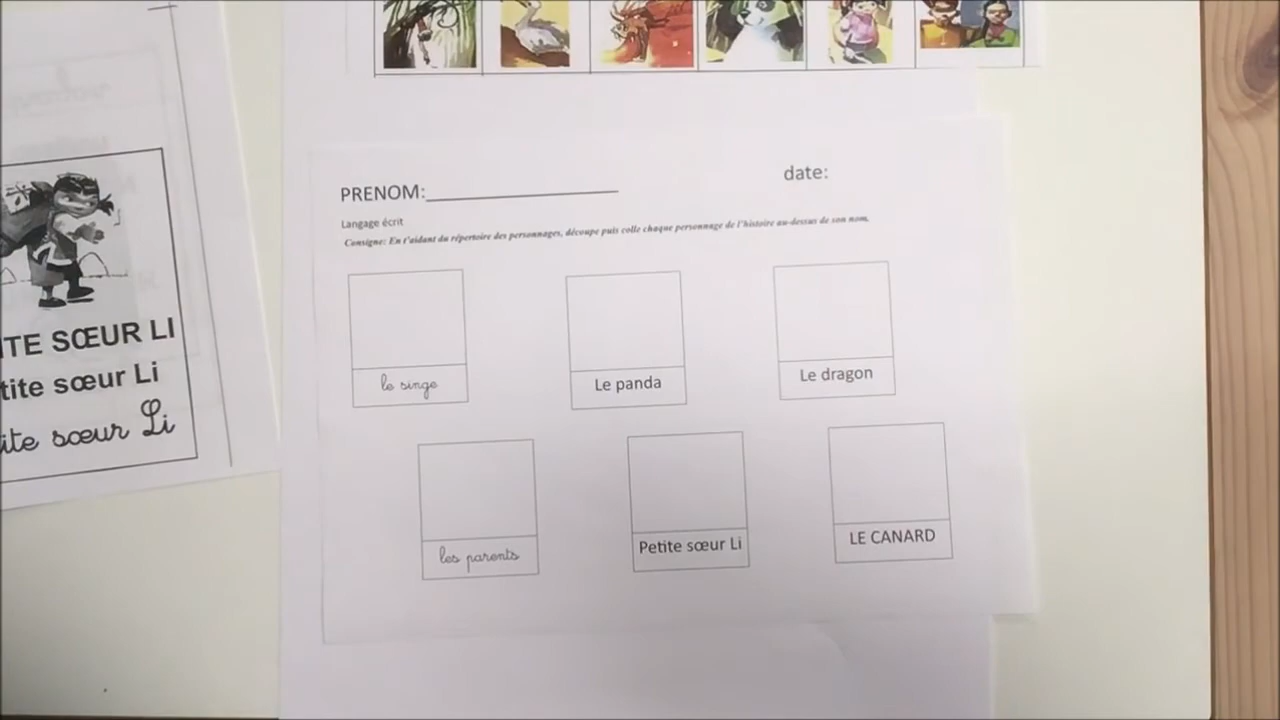 PRENOM:
date:
Langage écrit
Consigne: En t'aidant du répertoire des personnages, découpe puis colle chaque personnage de l'histoire au-dessus de son nom.
le singe
Le panda
Le dragon
les parents
Petite sœur Li
LE CANARD
ITE SŒUR LI
tite sœur Li
ite sœur Li